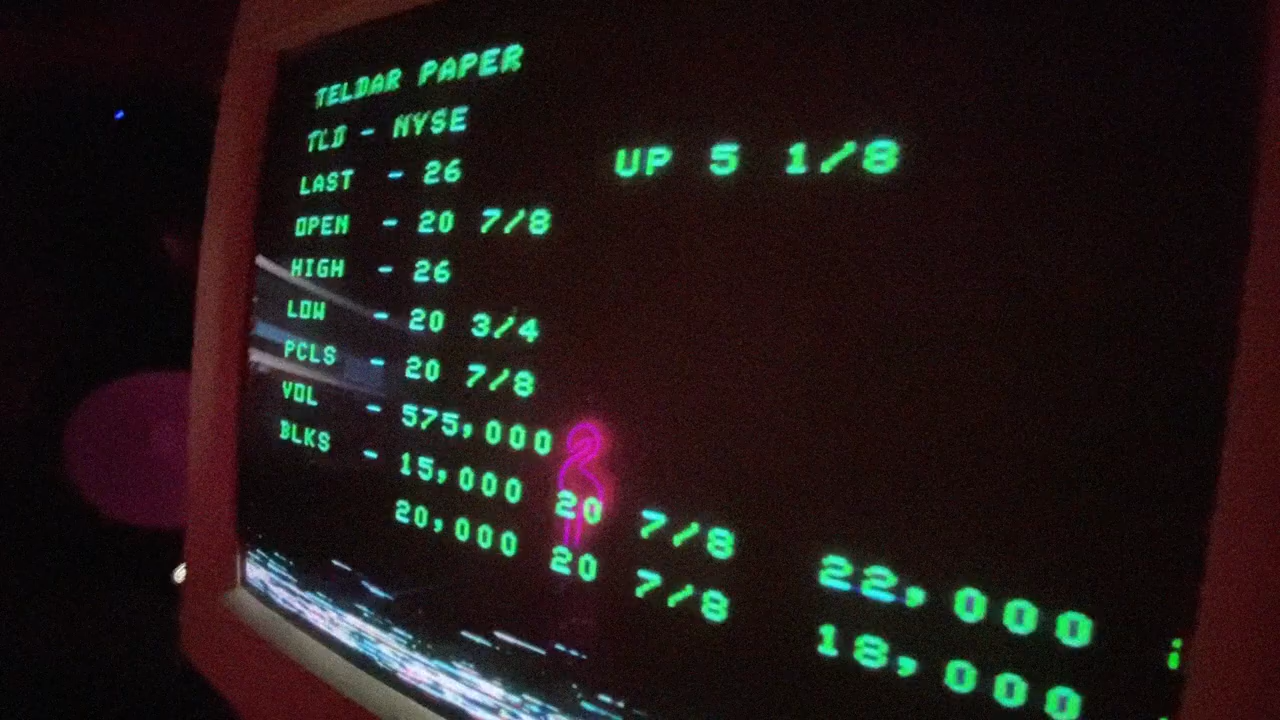 TELDAR PAPER
TLD - NYSE
LAST - 26 UP 5 1/8
OPEN - 20 7/8
HIGH - 26
LOW - 20 3/4
PCLS - 20 7/8
VOL - 575,000
BLKS - 15,000 20 7/8 22,000
20,000 20 7/8 18,000